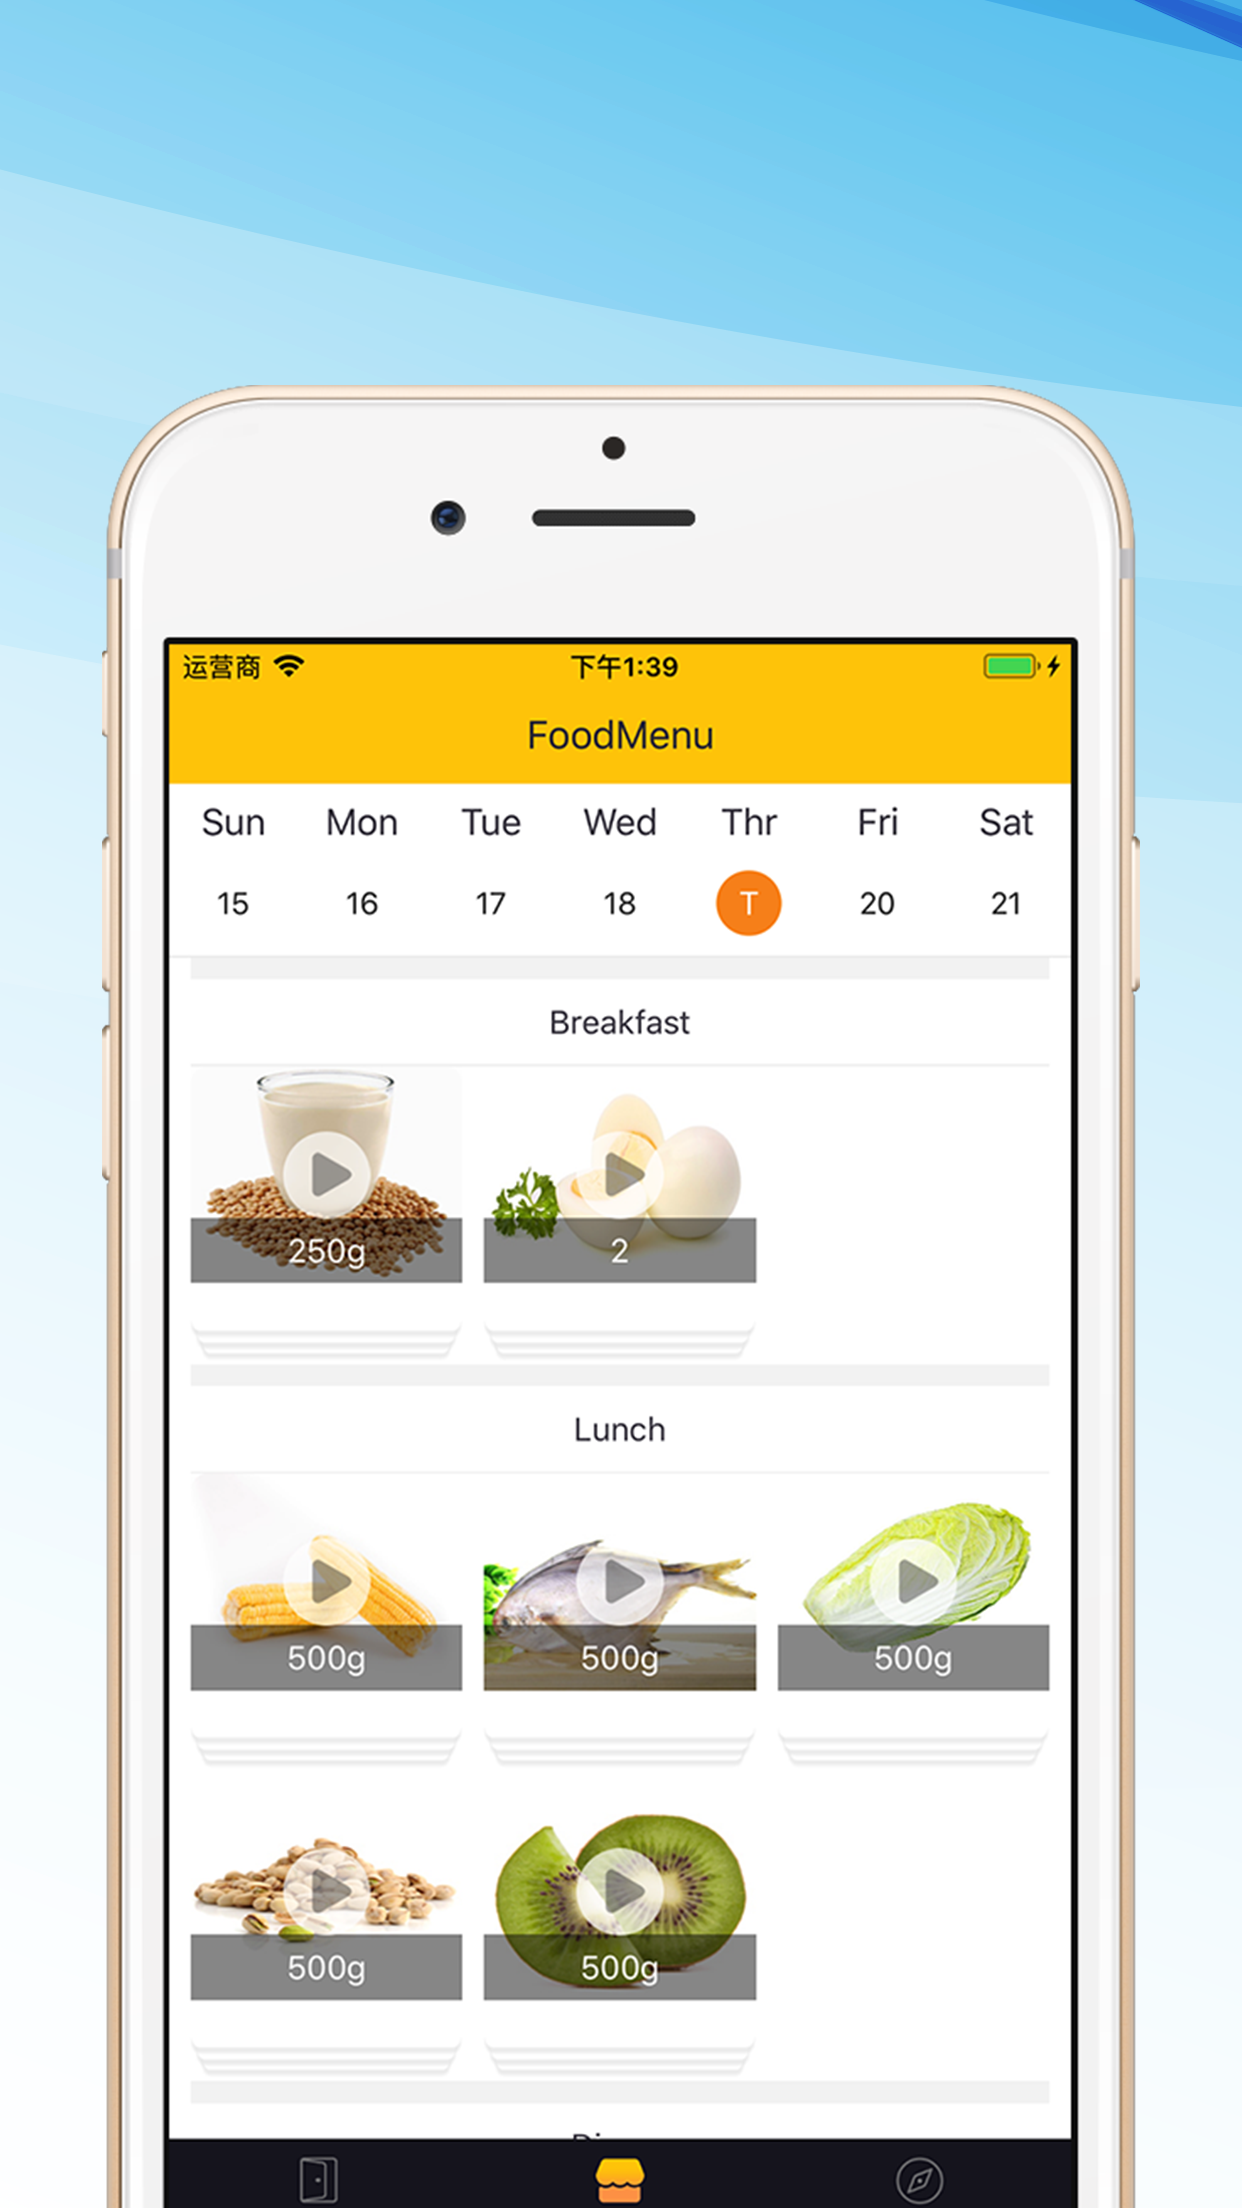 运营商 下午1:39
FoodMenu
Sun Mon Tue Wed Thr Fri Sat
15 16 17 18 T 20 21
Breakfast
250g 2
Lunch
500g 500g 500g
500g 500g